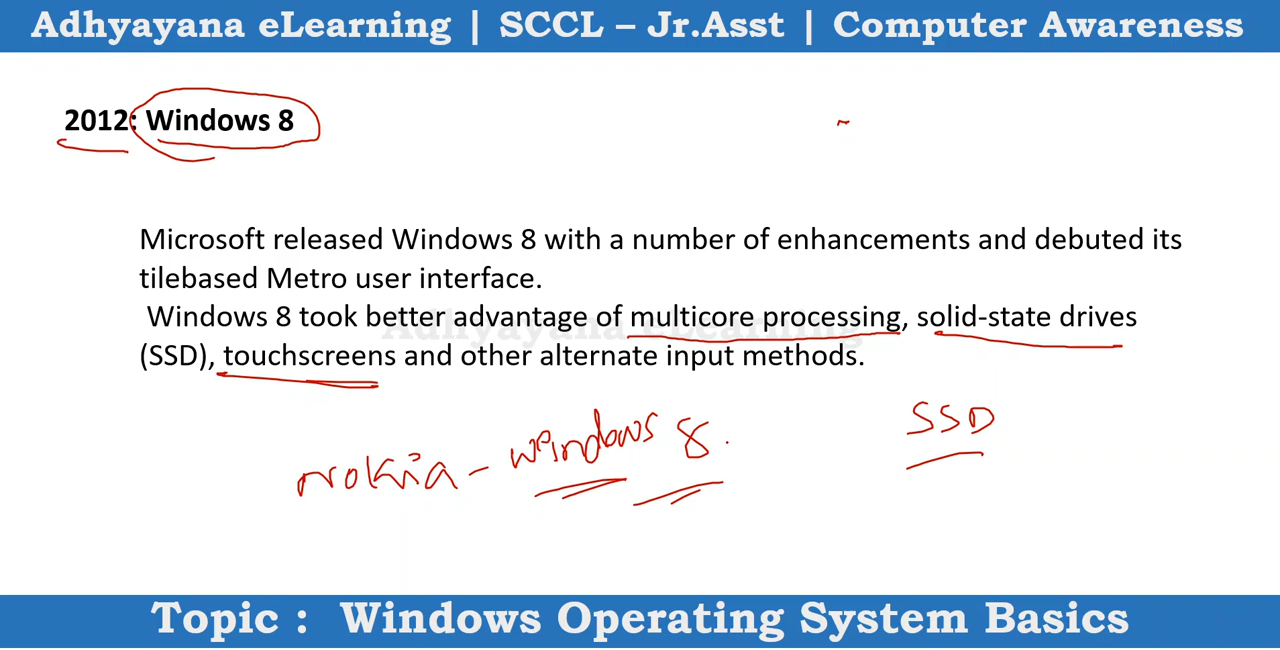 Adhyayana eLearning | SCCL – Jr.Asst | Computer Awareness
2012: Windows 8
Microsoft released Windows 8 with a number of enhancements and debuted its
tilebased Metro user interface.
Windows 8 took better advantage of multicore processing, solid-state drives
Adhyayana eLearning
(SSD), touchscreens and other alternate input methods.
Nokia - Windows 8.
SSD
Topic : Windows Operating System Basics